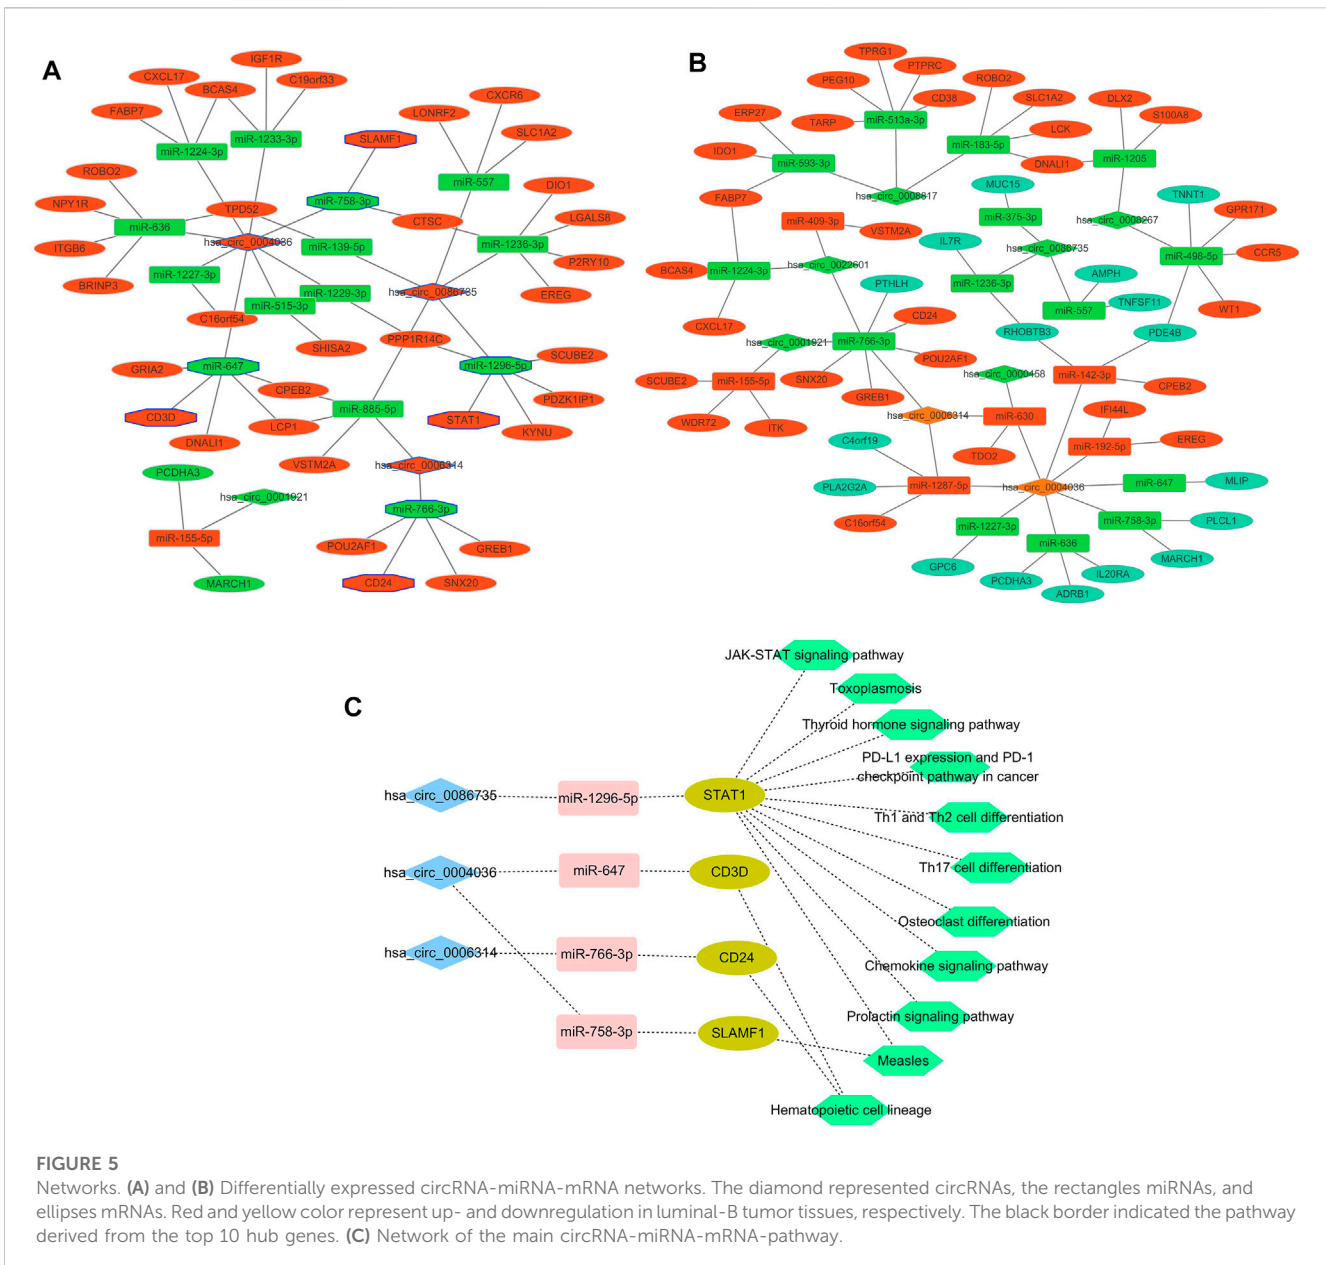 A
IGF1R
CXCL17
C19orf33
BCAS4
FABP7
miR-1233-3p
miR-1224-3p
CXCR6
LONRF2
SLC1A2
SLAMF1
miR-557
ROBO2
miR-758-3p
DIO1
NPY1R
TPD52
CTSC
LGALS8
miR-636
ITGB6
hsa_circ_0004036
miR-139-5p
miR-1236-3p
P2RY10
miR-1227-3p
BRINP3
miR-1229-3p
hsa_circ_0086735
EREG
miR-515-3p
C16orf54
SHISA2
PPP1R14C
GRIA2
miR-647
miR-1296-5p
SCUBE2
CPEB2
PDZK1IP1
CD3D
miR-885-5p
STAT1
LCP1
KYNU
DNALI1
VSTM2A
hsa_circ_0006314
PCDHA3
hsa_circ_0001921
miR-766-3p
miR-155-5p
POU2AF1
GREB1
MARCH1
CD24
SNX20
B
TPRG1
PTPRC
PEG10
ROBO2
CD38
SLC1A2
DLX2
ERP27
TARP
miR-513a-3p
S100A8
LCK
IDO1
miR-593-3p
miR-183-5p
DNALI1
miR-1205
FABP7
hsa_circ_0008817
MUC15
TNNT1
miR-409-3p
VSTM2A
miR-375-3p
hsa_circ_0008267
GPR171
IL7R
hsa_circ_0086735
miR-498-5p
CCR5
BCAS4
miR-1224-3p
hsa_circ_0022601
miR-1236-3p
AMPH
PTHLH
TNFSF11
miR-557
WT1
CXCL17
CD24
RHOBTB3
PDE4B
hsa_circ_0001921
miR-766-3p
POU2AF1
SCUBE2
miR-155-5p
SNX20
hsa_circ_0000458
miR-142-3p
CPEB2
GREB1
WDR72
ITK
hsa_circ_0006314
miR-630
IFI44L
C4orf19
TDO2
miR-192-5p
EREG
PLA2G2A
miR-1287-5p
hsa_circ_0004036
miR-647
MLIP
C16orf54
miR-1227-3p
miR-758-3p
PLCL1
GPC6
miR-636
MARCH1
PCDHA3
IL20RA
ADRB1
C
JAK-STAT signaling pathway
Toxoplasmosis
Thyroid hormone signaling pathway
PD-L1 expression and PD-1
checkpoint pathway in cancer
hsa_circ_0086735
miR-1296-5p
STAT1
Th1 and Th2 cell differentiation
hsa_circ_0004036
miR-647
CD3D
Th17 cell differentiation
Osteoclast differentiation
hsa_circ_0006314
miR-766-3p
CD24
Chemokine signaling pathway
Prolactin signaling pathway
miR-758-3p
SLAMF1
Measles
Hematopoietic cell lineage
FIGURE 5
Networks. (A) and (B) Differentially expressed circRNA-miRNA-mRNA networks. The diamond represented circRNAs, the rectangles miRNAs, and
ellipses mRNAs. Red and yellow color represent up- and downregulation in luminal-B tumor tissues, respectively. The black border indicated the pathway
derived from the top 10 hub genes. (C) Network of the main circRNA-miRNA-mRNA-pathway.